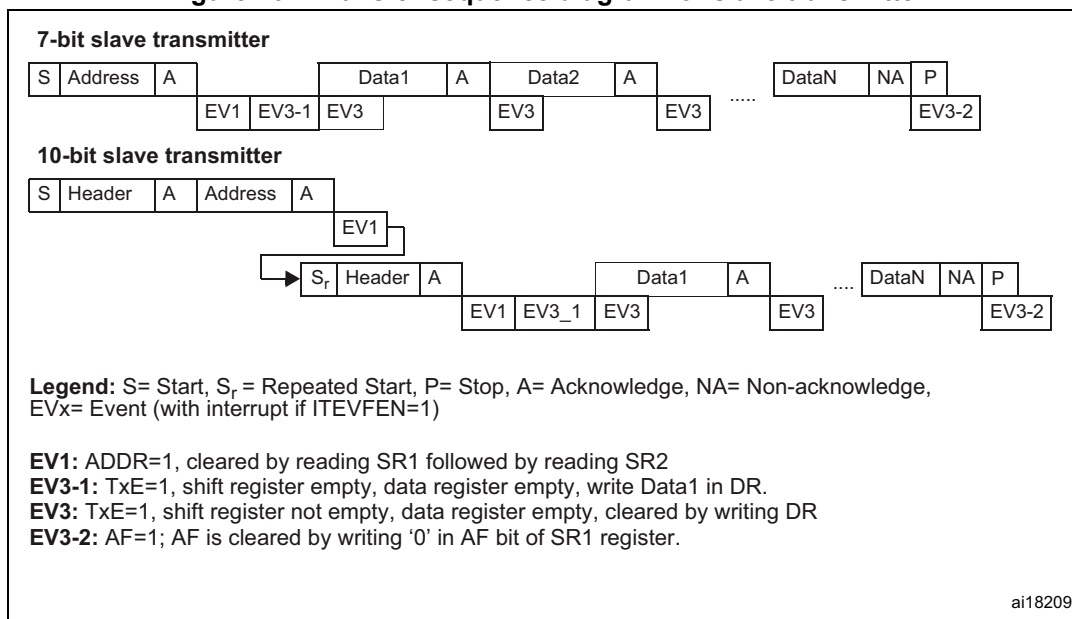 7-bit slave transmitter
S Address A Data1 A Data2 A ..... DataN NA P
EV1 EV3-1 EV3 EV3 EV3 EV3-2
10-bit slave transmitter
S Header A Address A
EV1
Sr Header A Data1 A .... DataN NA P
EV1 EV3_1 EV3 EV3 EV3-2
Legend: S= Start, Sr = Repeated Start, P= Stop, A= Acknowledge, NA= Non-acknowledge,
EVx= Event (with interrupt if ITEVFEN=1)
EV1: ADDR=1, cleared by reading SR1 followed by reading SR2
EV3-1: TxE=1, shift register empty, data register empty, write Data1 in DR.
EV3: TxE=1, shift register not empty, data register empty, cleared by writing DR
EV3-2: AF=1; AF is cleared by writing ‘0’ in AF bit of SR1 register.
ai18209